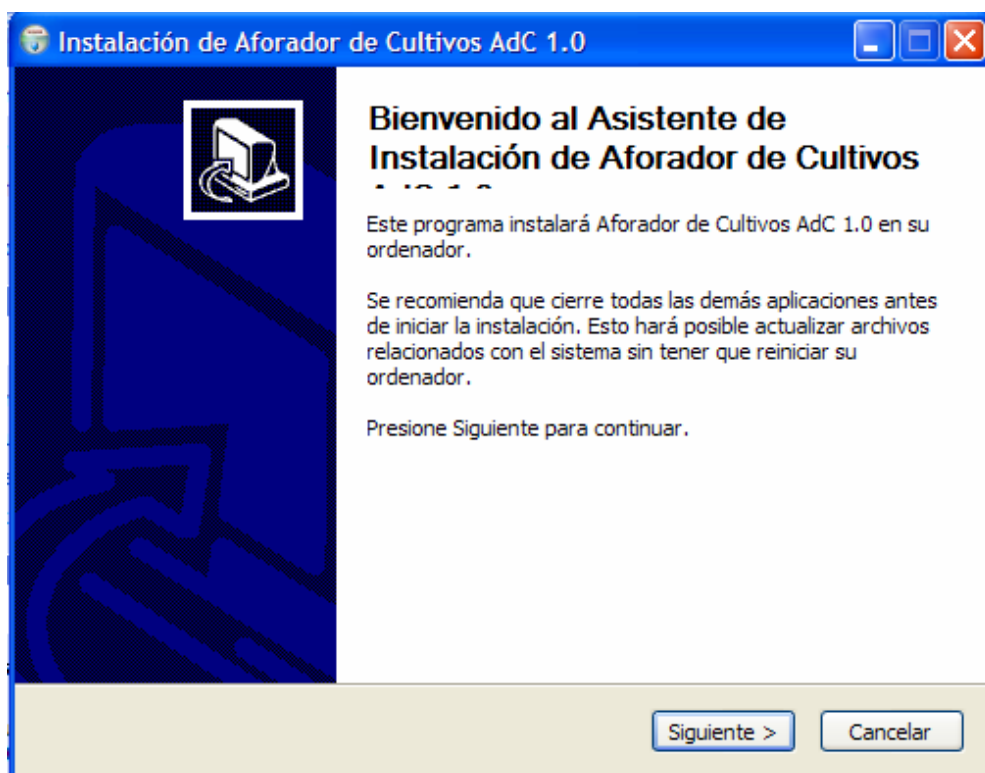 Instalación de Aforador de Cultivos AdC 1.0
Bienvenido al Asistente de
Instalación de Aforador de Cultivos
Este programa instalará Aforador de Cultivos AdC 1.0 en su
ordenador.
Se recomienda que cierre todas las demás aplicaciones antes
de iniciar la instalación. Esto hará posible actualizar archivos
relacionados con el sistema sin tener que reiniciar su
ordenador.
Presione Siguiente para continuar.
Siguiente >
Cancelar